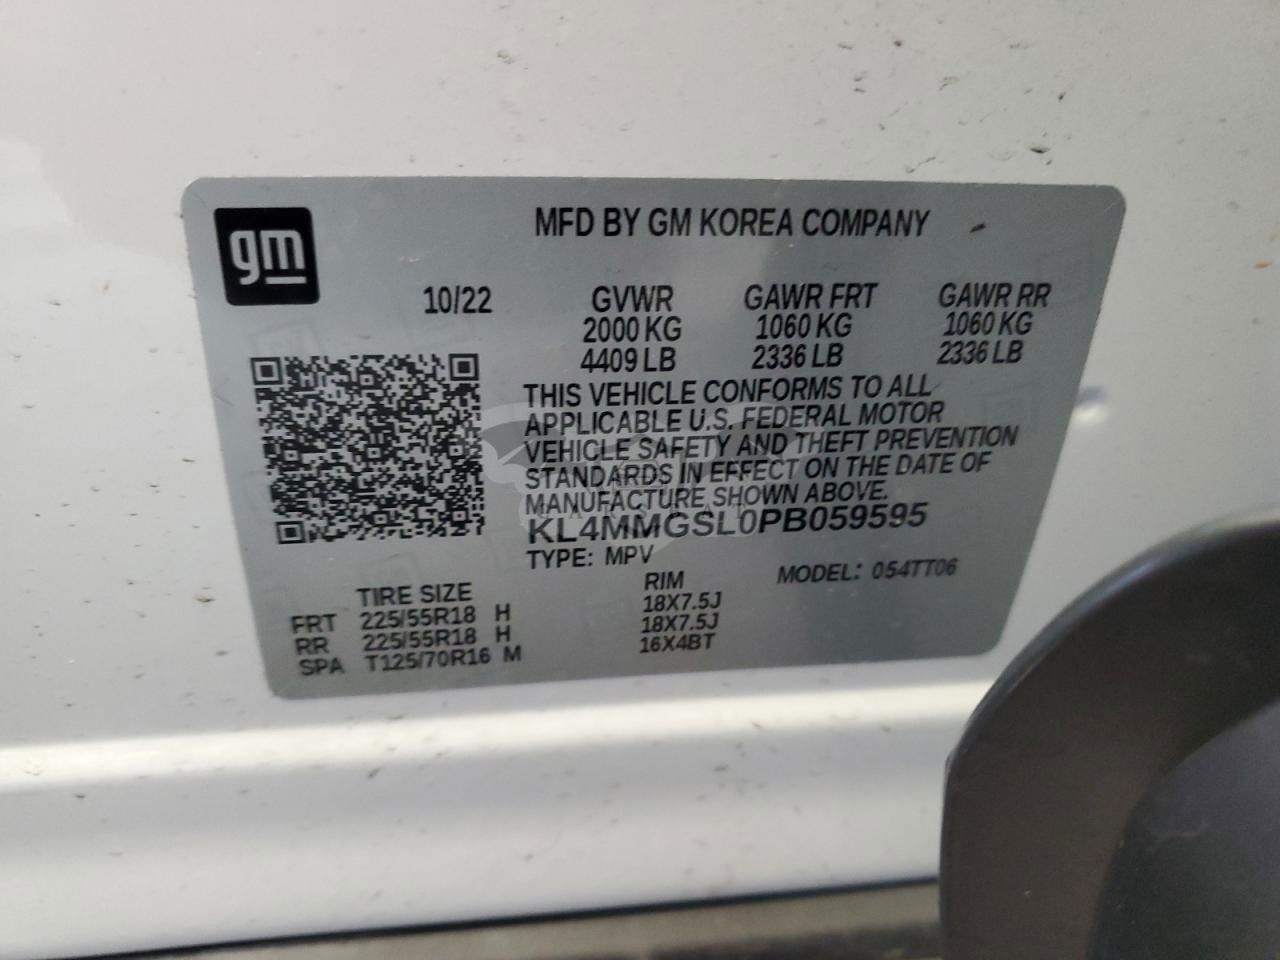 gm
MFD BY GM KOREA COMPANY
10/22 GVWR GAWR FRT GAWR RR
2000 KG 1060 KG 1060 KG
4409 LB 2336 LB 2336 LB
THIS VEHICLE CONFORMS TO ALL
APPLICABLE U.S. FEDERAL MOTOR
VEHICLE SAFETY AND THEFT PREVENTION
STANDARDS IN EFFECT ON THE DATE OF
MANUFACTURE SHOWN ABOVE.
KL4MMGSL0PB059595
TYPE: MPV MODEL: 054TT06
TIRE SIZE RIM
FRT 225/55R18 H 18X7.5J
RR 225/55R18 H 18X7.5J
SPA T125/70R16 M 16X4BT